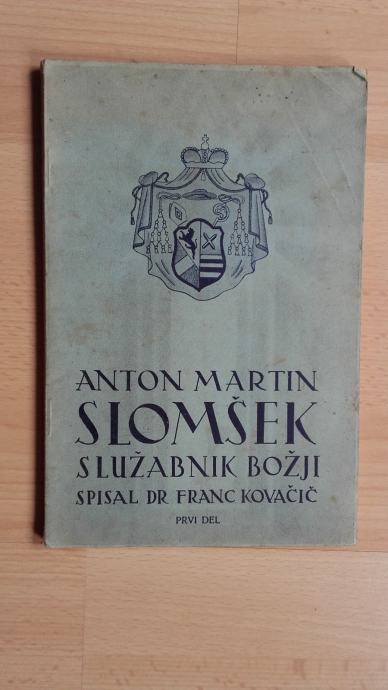 ANTON MARTIN
SLOMŠEK
SLUŽABNIK BOŽJI
SPISAL DR FRANC KOVAČIČ
PRVI DEL